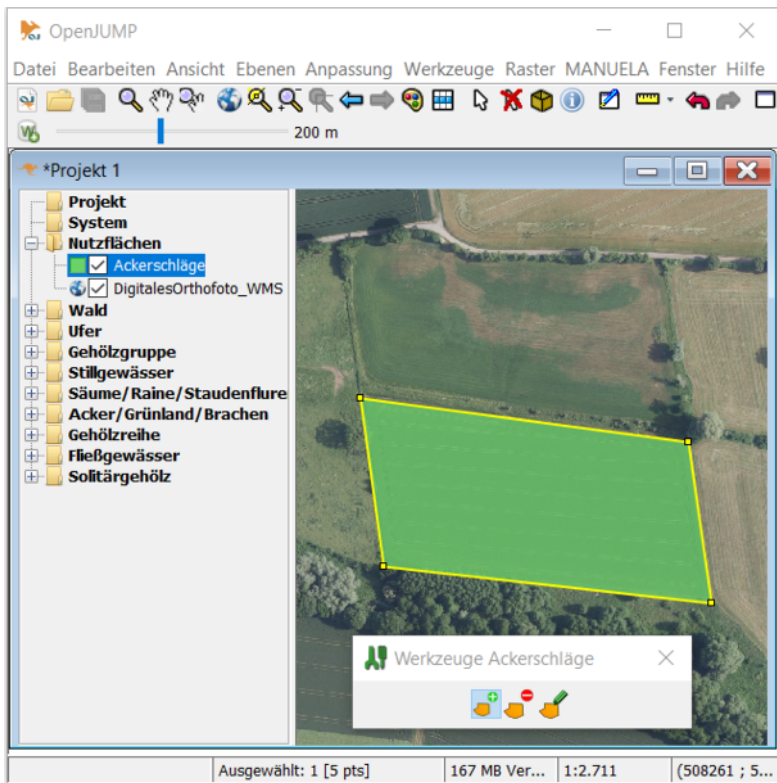 OpenJUMP
Datei Bearbeiten Ansicht Ebenen Anpassung Werkzeuge Raster MANUELA Fenster Hilfe
200 m
*Projekt 1
Projekt
System
Nutzflächen
Ackerschläge
DigitalesOrthofoto_WMS
Wald
Ufer
Gehölzgruppe
Stillgewässer
Säume/Raine/Staudenflure
Acker/Grünland/Brachen
Gehölzreihe
Fließgewässer
Solitärgehölz
Werkzeuge Ackerschläge
Ausgewählt: 1 [5 pts] 167 MB Ver... 1:2.711 (508261 ; 5...